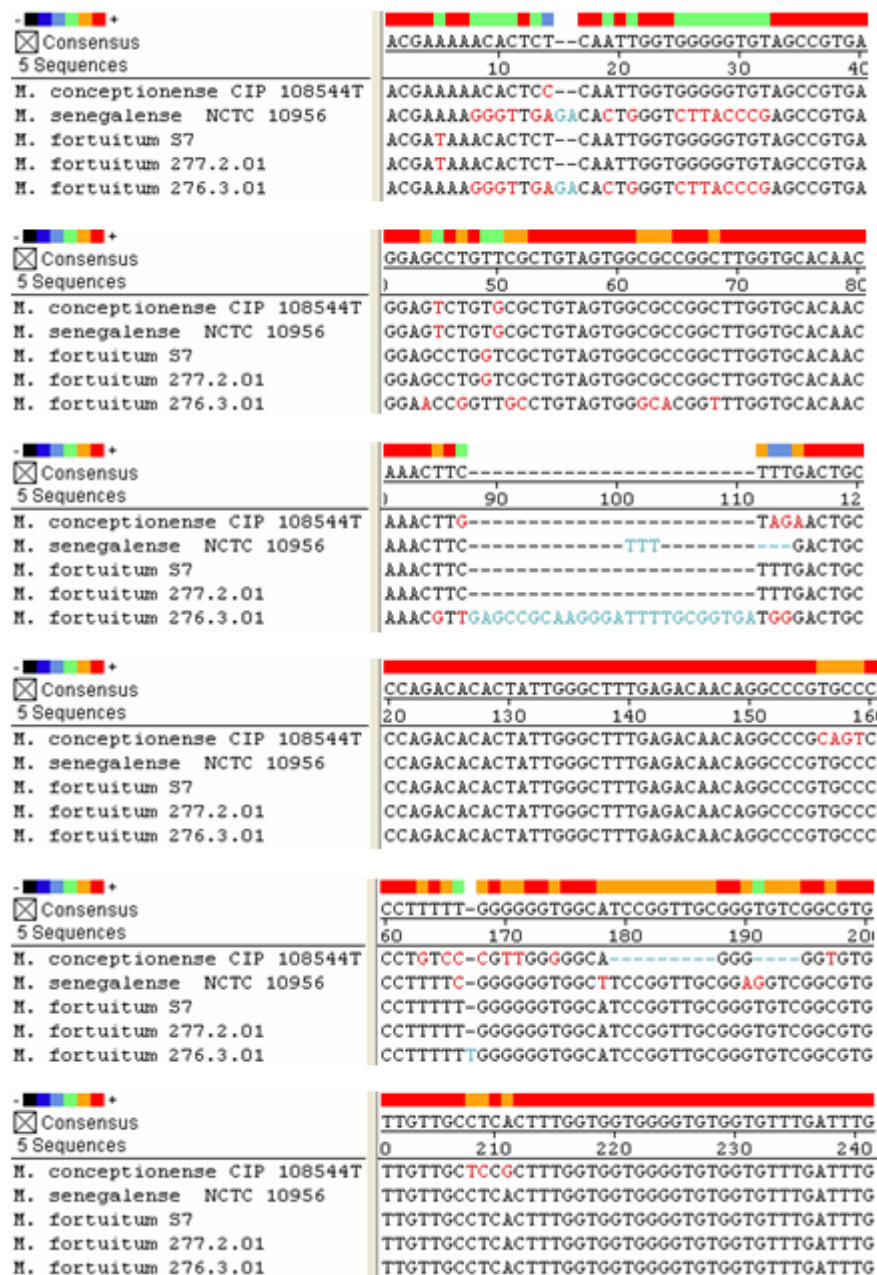 - +
Consensus ACGAAAAACACTCT--CAATTGGTGGGGGTGTAGCCGTGA
5 Sequences 10 20 30 40
M. conceptionense CIP 108544T ACGAAAAACACTCC--CAATTGGTGGGGGTGTAGCCGTGA
M. senegalense NCTC 10956 ACGAAAAGGGTTGAGACACTGGGTCTTACCCGAGCCGTGA
M. fortuitum S7 ACGATAAACACTCT--CAATTGGTGGGGGTGTAGCCGTGA
M. fortuitum 277.2.01 ACGATAAACACTCT--CAATTGGTGGGGGTGTAGCCGTGA
M. fortuitum 276.3.01 ACGAAAAGGGTTGAGACACTGGGTCTTACCCGAGCCGTGA
- +
Consensus GGAGCCTGTTCGCTGTAGTGGCGCCGGCTTGGTGCACAAC
5 Sequences 0 50 60 70 80
M. conceptionense CIP 108544T GGAGTCTGTGCGCTGTAGTGGCGCCGGCTTGGTGCACAAC
M. senegalense NCTC 10956 GGAGTCTGTGCGCTGTAGTGGCGCCGGCTTGGTGCACAAC
M. fortuitum S7 GGAGCCTGGTCGCTGTAGTGGCGCCGGCTTGGTGCACAAC
M. fortuitum 277.2.01 GGAGCCTGGTCGCTGTAGTGGCGCCGGCTTGGTGCACAAC
M. fortuitum 276.3.01 GGAACCGGTTGCCTGTAGTGGGCACGGTTTGGTGCACAAC
- +
Consensus AAACTTC------------------------TTTGACTGC
5 Sequences 0 90 100 110 12
M. conceptionense CIP 108544T AAACTTG------------------------TAGAACTGC
M. senegalense NCTC 10956 AAACTTC-------------TTT-----------GACTGC
M. fortuitum S7 AAACTTC------------------------TTTGACTGC
M. fortuitum 277.2.01 AAACTTC------------------------TTTGACTGC
M. fortuitum 276.3.01 AAACGTTGAGCCGCAAGGGATTTTGCGGTGATGGGACTGC
- +
Consensus CCAGACACACTATTGGGCTTTGAGACAACAGGCCCGTGCCC
5 Sequences 20 130 140 150 160
M. conceptionense CIP 108544T CCAGACACACTATTGGGCTTTGAGACAACAGGCCCGCAGTC
M. senegalense NCTC 10956 CCAGACACACTATTGGGCTTTGAGACAACAGGCCCGTGCCC
M. fortuitum S7 CCAGACACACTATTGGGCTTTGAGACAACAGGCCCGTGCCC
M. fortuitum 277.2.01 CCAGACACACTATTGGGCTTTGAGACAACAGGCCCGTGCCC
M. fortuitum 276.3.01 CCAGACACACTATTGGGCTTTGAGACAACAGGCCCGTGCCC
- +
Consensus CCTTTTT-GGGGGGTGGCATCCGGTTGCGGGTGTCGGCGTG
5 Sequences 60 170 180 190 200
M. conceptionense CIP 108544T CCTGTCC-CGTTGGGGGCA---------GGG----GGTGTG
M. senegalense NCTC 10956 CCTTTTC-GGGGGGTGGCTTCCGGTTGCGGAGGTCGGCGTG
M. fortuitum S7 CCTTTTT-GGGGGGTGGCATCCGGTTGCGGGTGTCGGCGTG
M. fortuitum 277.2.01 CCTTTTT-GGGGGGTGGCATCCGGTTGCGGGTGTCGGCGTG
M. fortuitum 276.3.01 CCTTTTTTGGGGGGTGGCATCCGGTTGCGGGTGTCGGCGTG
- +
Consensus TTGTTGCCTCACTTTGGTGGTGGGGTGTGGTGTTTGATTTG
5 Sequences 0 210 220 230 240
M. conceptionense CIP 108544T TTGTTGCTCCGCTTTGGTGGTGGGGTGTGGTGTTTGATTTG
M. senegalense NCTC 10956 TTGTTGCCTCACTTTGGTGGTGGGGTGTGGTGTTTGATTTG
M. fortuitum S7 TTGTTGCCTCACTTTGGTGGTGGGGTGTGGTGTTTGATTTG
M. fortuitum 277.2.01 TTGTTGCCTCACTTTGGTGGTGGGGTGTGGTGTTTGATTTG
M. fortuitum 276.3.01 TTGTTGCCTCACTTTGGTGGTGGGGTGTGGTGTTTGATTTG